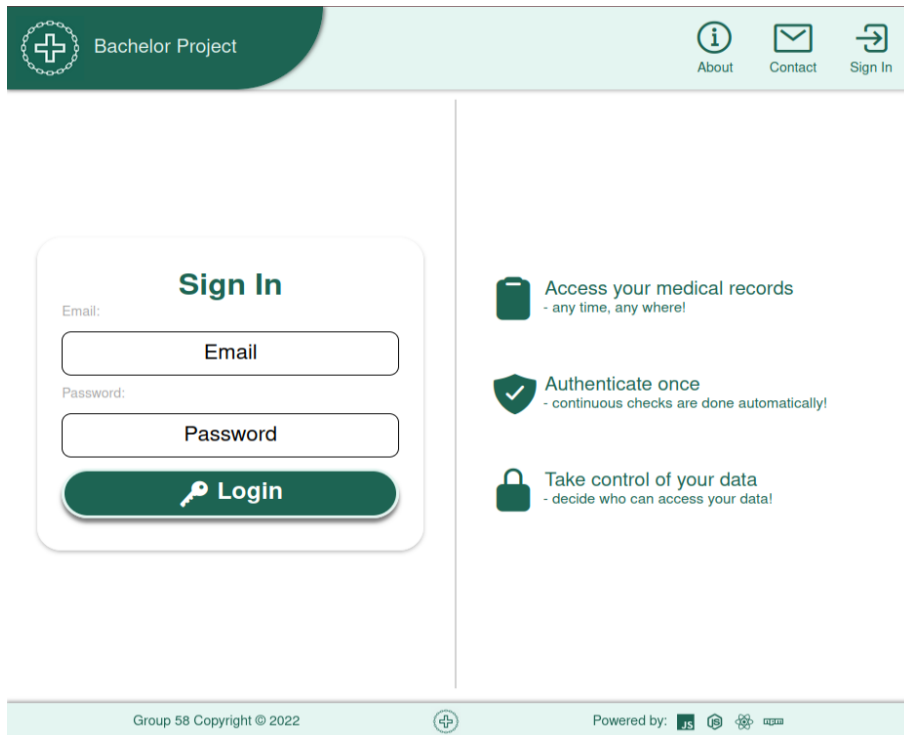 Bachelor Project
About
Contact
Sign In
Sign In
Email:
Email
Password:
Password
Login
Access your medical records
- any time, any where!
Authenticate once
- continuous checks are done automatically!
Take control of your data
- decide who can access your data!
Group 58 Copyright © 2022
Powered by:
JS
JS
npm